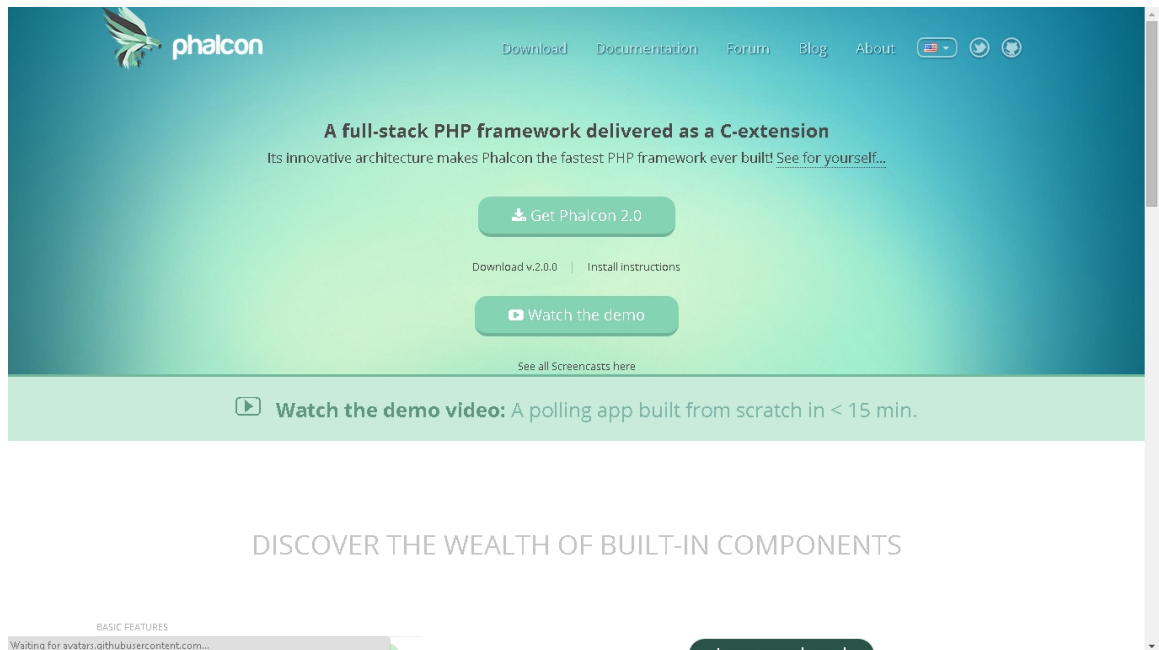 phalcon
Download Documentation Forum Blog About
A full-stack PHP framework delivered as a C-extension
Its innovative architecture makes Phalcon the fastest PHP framework ever built! See for yourself...
Get Phalcon 2.0
Download v.2.0.0 | Install instructions
Watch the demo
See all Screencasts here
Watch the demo video: A polling app built from scratch in < 15 min.
DISCOVER THE WEALTH OF BUILT-IN COMPONENTS
BASIC FEATURES
Waiting for avatars.githubusercontent.com...